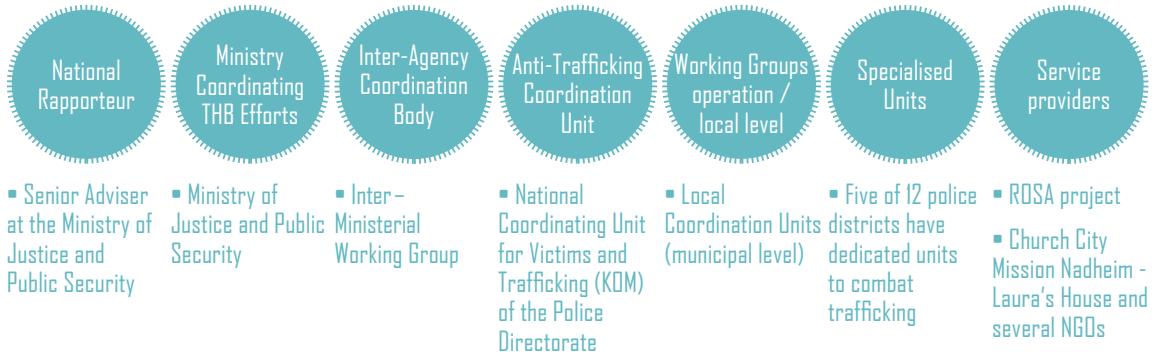 National
Rapporteur
Ministry
Coordinating
THB Efforts
Inter-Agency
Coordination
Body
Anti-Trafficking
Coordination
Unit
Working Groups
operation /
local level
Specialised
Units
Service
providers
▪ Senior Adviser
at the Ministry of
Justice and
Public Security
▪ Ministry of
Justice and Public
Security
▪ Inter–
Ministerial
Working Group
▪ National
Coordinating Unit
for Victims and
Trafficking (KOM)
of the Police
Directorate
▪ Local
Coordination Units
(municipal level)
▪ Five of 12 police
districts have
dedicated units
to combat
trafficking
▪ ROSA project
▪ Church City
Mission Nadheim -
Laura's House and
several NGOs